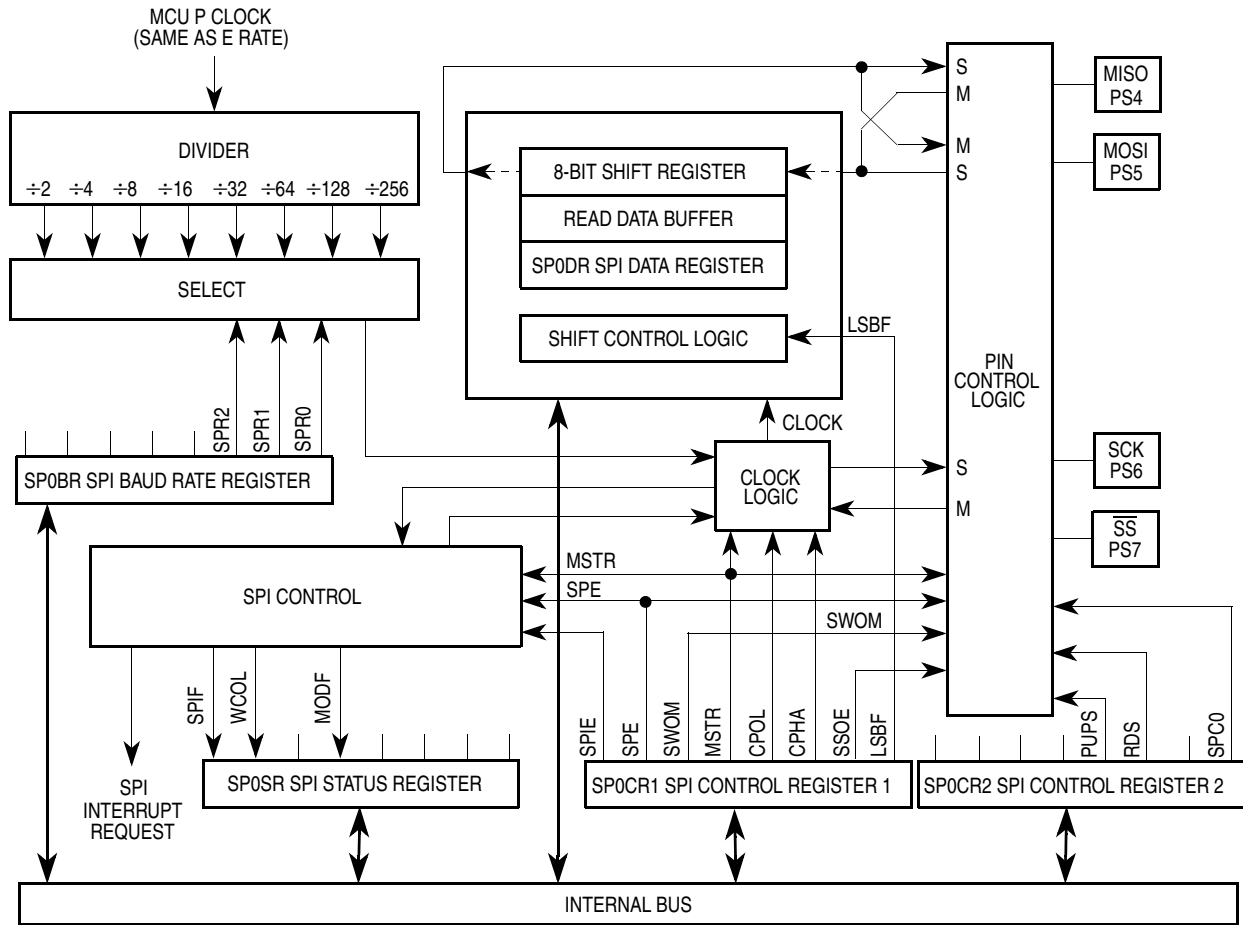 MCU P CLOCK
(SAME AS E RATE)
DIVIDER
÷2 ÷4 ÷8 ÷16 ÷32 ÷64 ÷128 ÷256
SELECT
SPR2
SPR1
SPR0
SP0BR SPI BAUD RATE REGISTER
8-BIT SHIFT REGISTER
READ DATA BUFFER
SP0DR SPI DATA REGISTER
SHIFT CONTROL LOGIC
LSBF
CLOCK
CLOCK
LOGIC
S
M
M
S
S
M
PIN
CONTROL
LOGIC
MISO
PS4
MOSI
PS5
SCK
PS6
SS
PS7
SPI CONTROL
MSTR
SPE
SWOM
SPIF
WCOL
MODF
SPI
INTERRUPT
REQUEST
SP0SR SPI STATUS REGISTER
SPIE
SPE
SWOM
MSTR
CPOL
CPHA
SSOE
LSBF
SP0CR1 SPI CONTROL REGISTER 1
PUPS
RDS
SPC0
SP0CR2 SPI CONTROL REGISTER 2
INTERNAL BUS